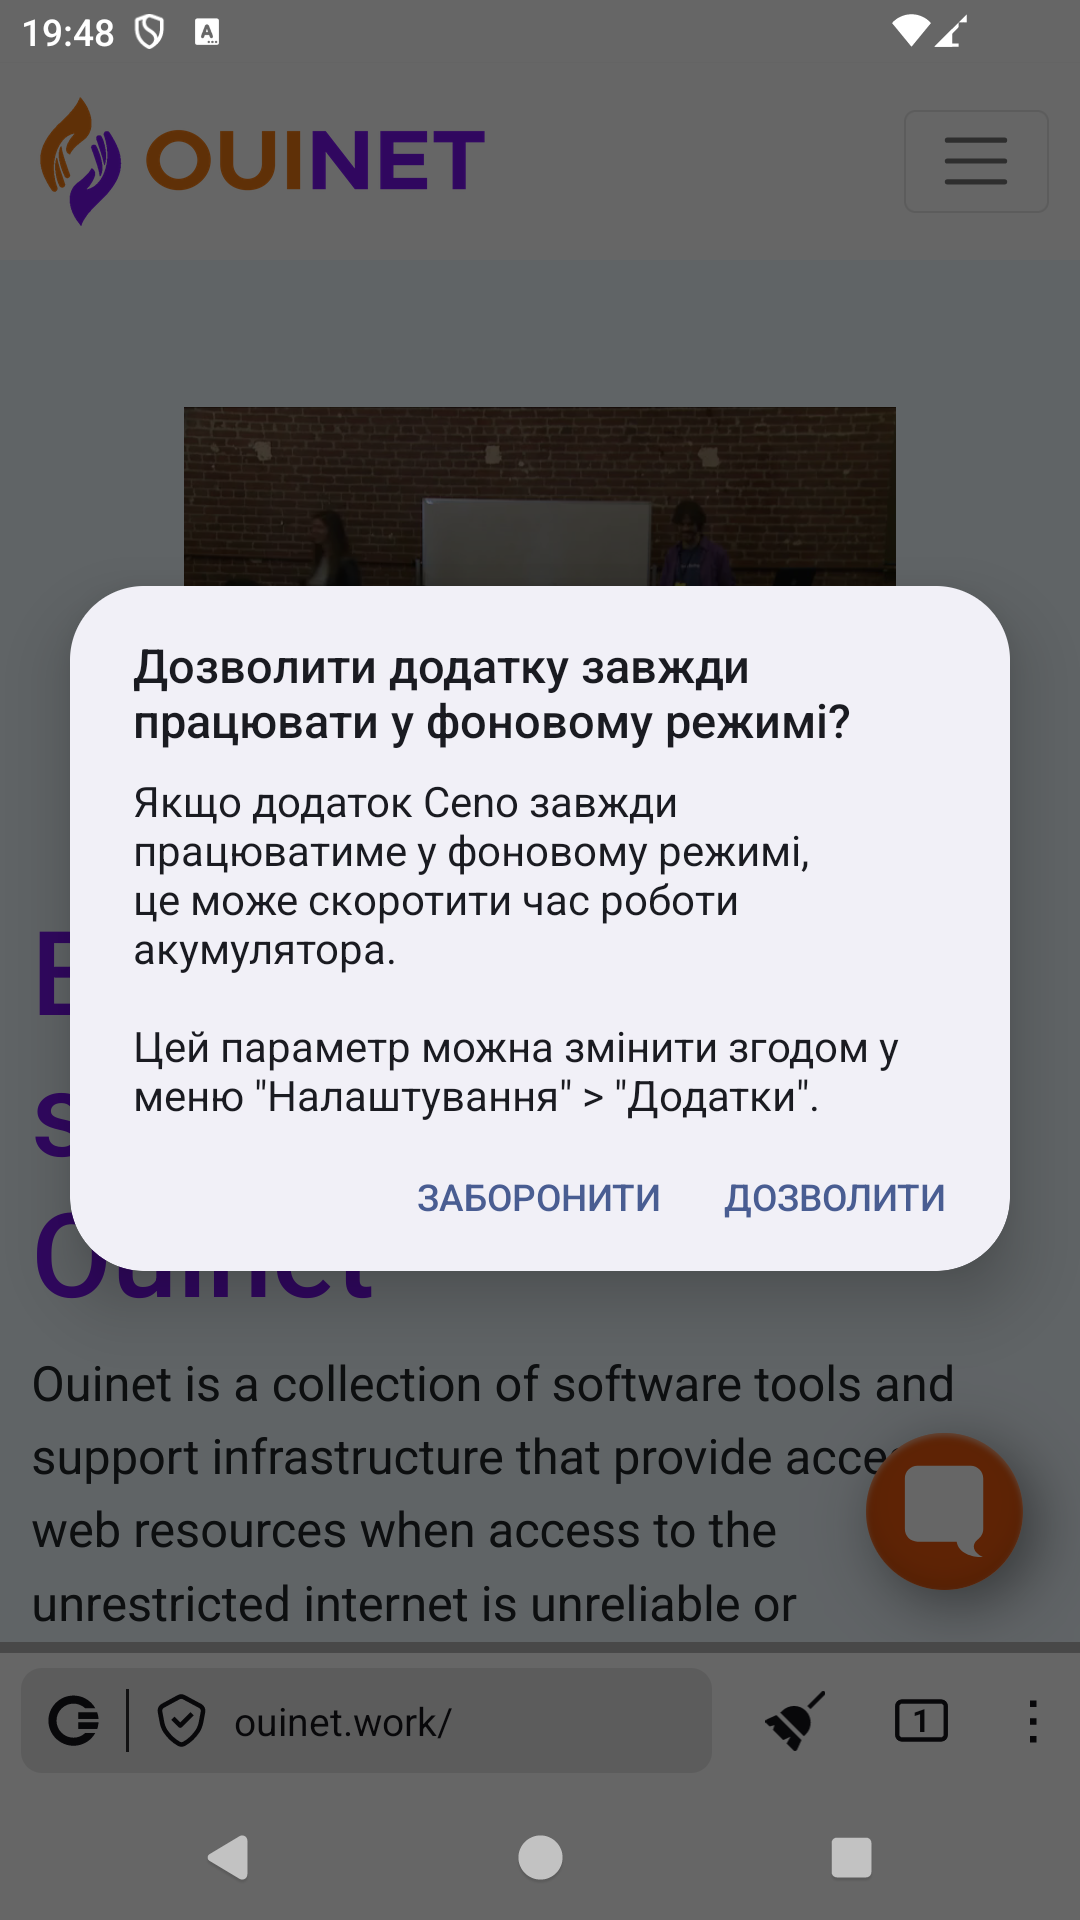 19:48
OUINET
Дозволити додатку завжди
працювати у фоновому режимі?
Якщо додаток Ceno завжди
працюватиме у фоновому режимі,
це може скоротити час роботи
акумулятора.
Цей параметр можна змінити згодом у
меню "Налаштування" > "Додатки".
ЗАБОРОНИТИ ДОЗВОЛИТИ
Ouinet
Ouinet is a collection of software tools and
support infrastructure that provide
web resources when access to the
unrestricted internet is unreliable or
ouinet.work/
1